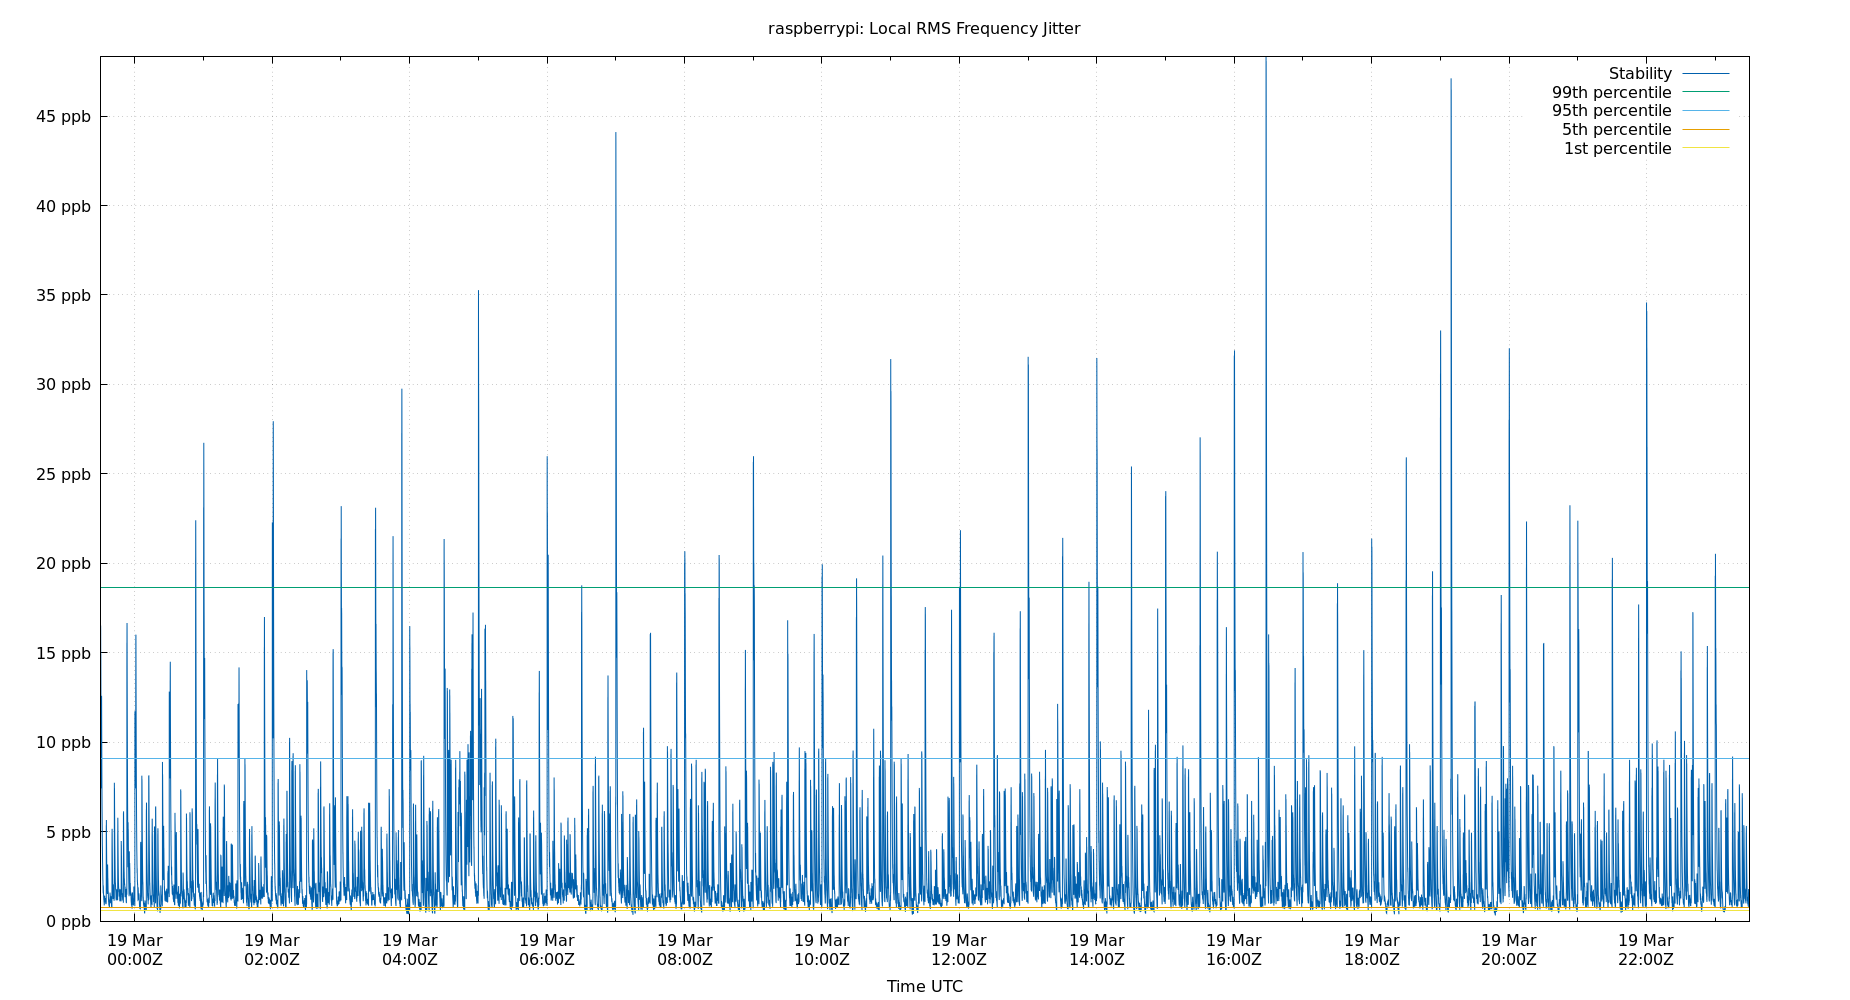 raspberrypi: Local RMS Frequency Jitter
Stability
99th percentile
95th percentile
5th percentile
1st percentile
45 ppb
40 ppb
35 ppb
30 ppb
25 ppb
20 ppb
15 ppb
10 ppb
5 ppb
0 ppb
19 Mar 19 Mar 19 Mar 19 Mar 19 Mar 19 Mar 19 Mar 19 Mar 19 Mar 19 Mar 19 Mar 19 Mar
00:00Z 02:00Z 04:00Z 06:00Z 08:00Z 10:00Z 12:00Z 14:00Z 16:00Z 18:00Z 20:00Z 22:00Z
Time UTC